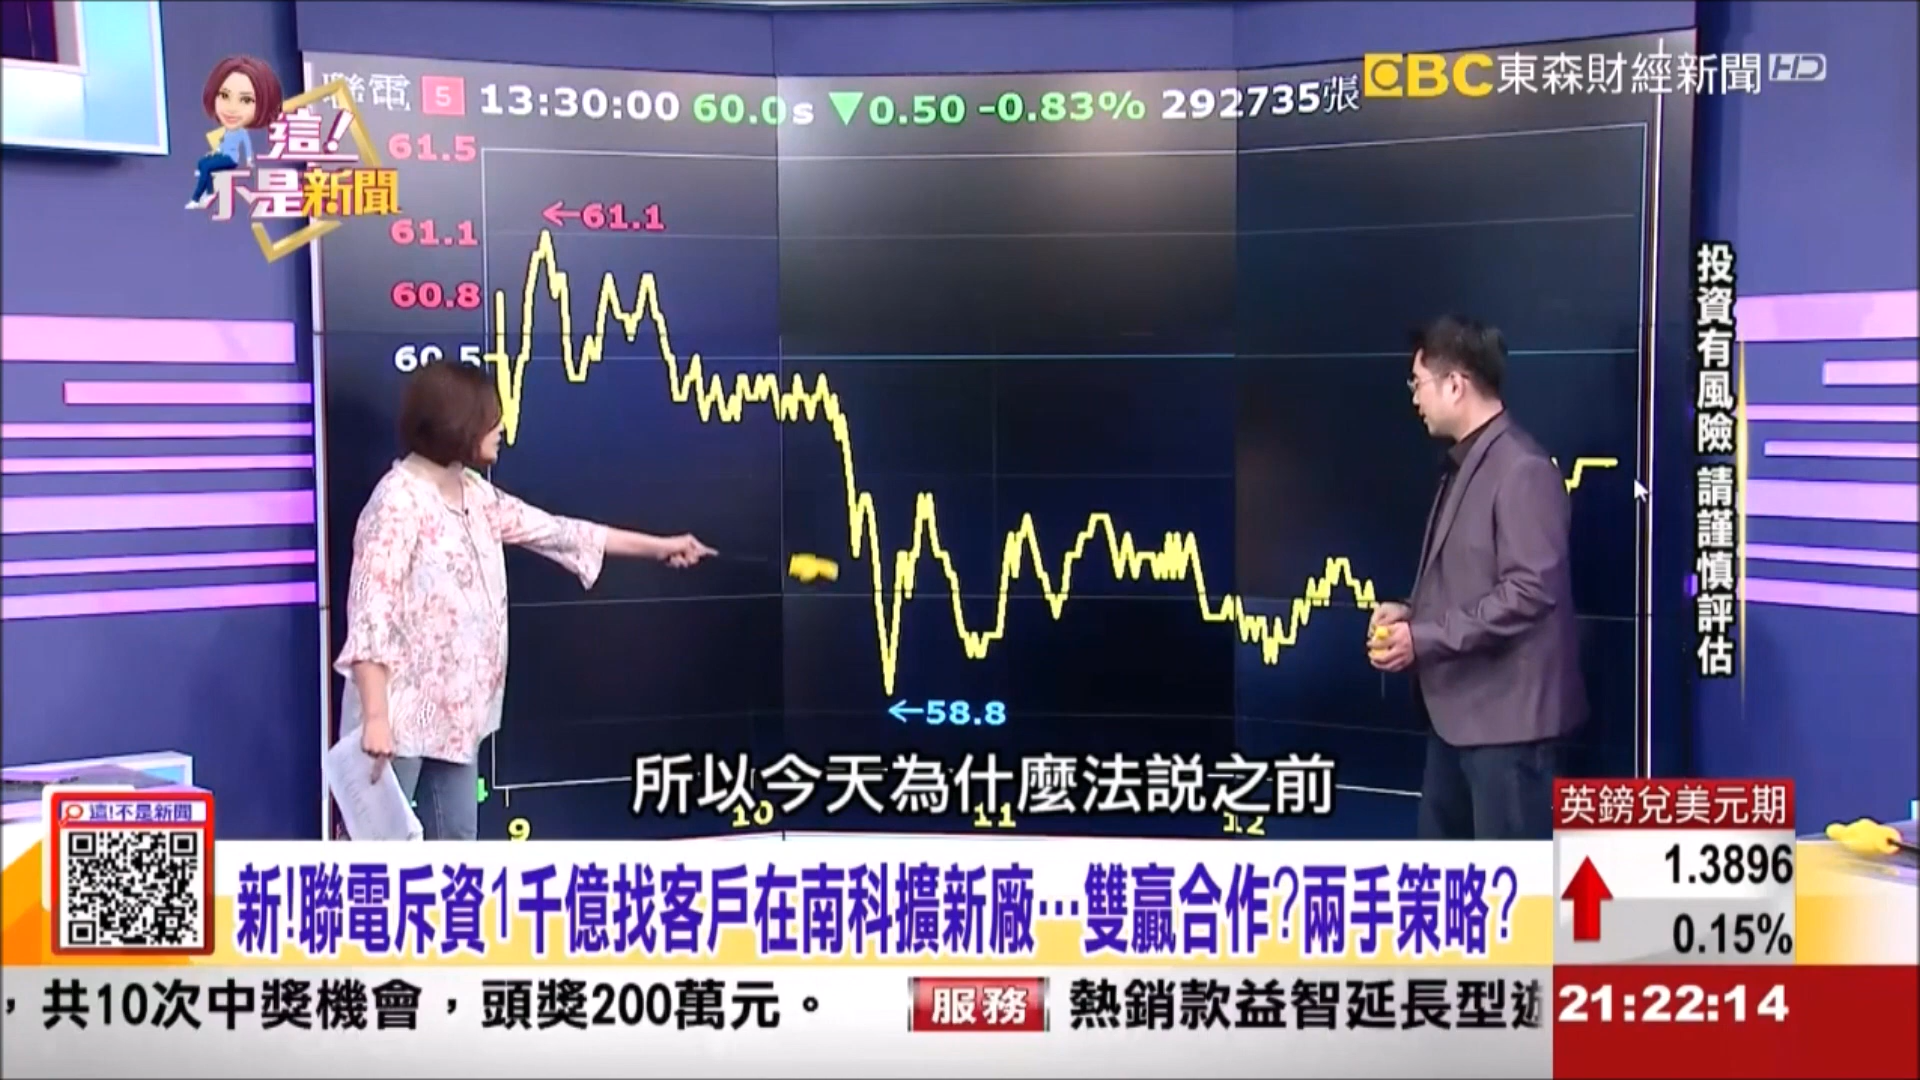 聯電 5 13:30:00 60.0s ▼0.50 -0.83% 292735張
EBC 東森財經新聞 HD
這!
不是新聞
61.5
61.1
60.8
60.5
←61.1
←58.8
投資有風險 請謹慎評估
9 10 11 12
所以今天為什麼法說之前
這!不是新聞
新!聯電斥資1千億找客戶在南科擴新廠…雙贏合作?兩手策略?
英鎊兌美元期
1.3896
0.15%
，共10次中獎機會，頭獎200萬元。 服務 熱銷款益智延長型遊
21:22:14